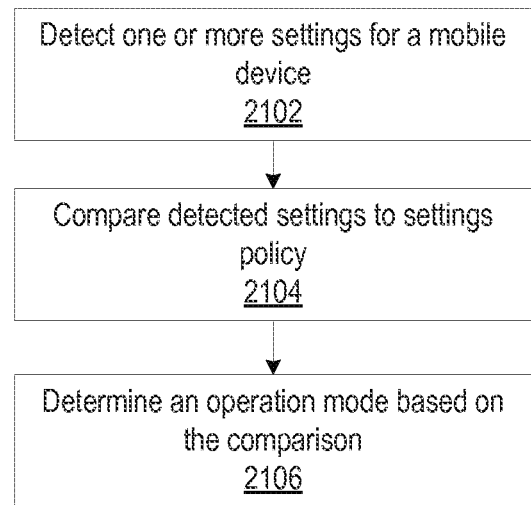 Detect one or more settings for a mobile
device
2102
Compare detected settings to settings
policy
2104
Determine an operation mode based on
the comparison
2106